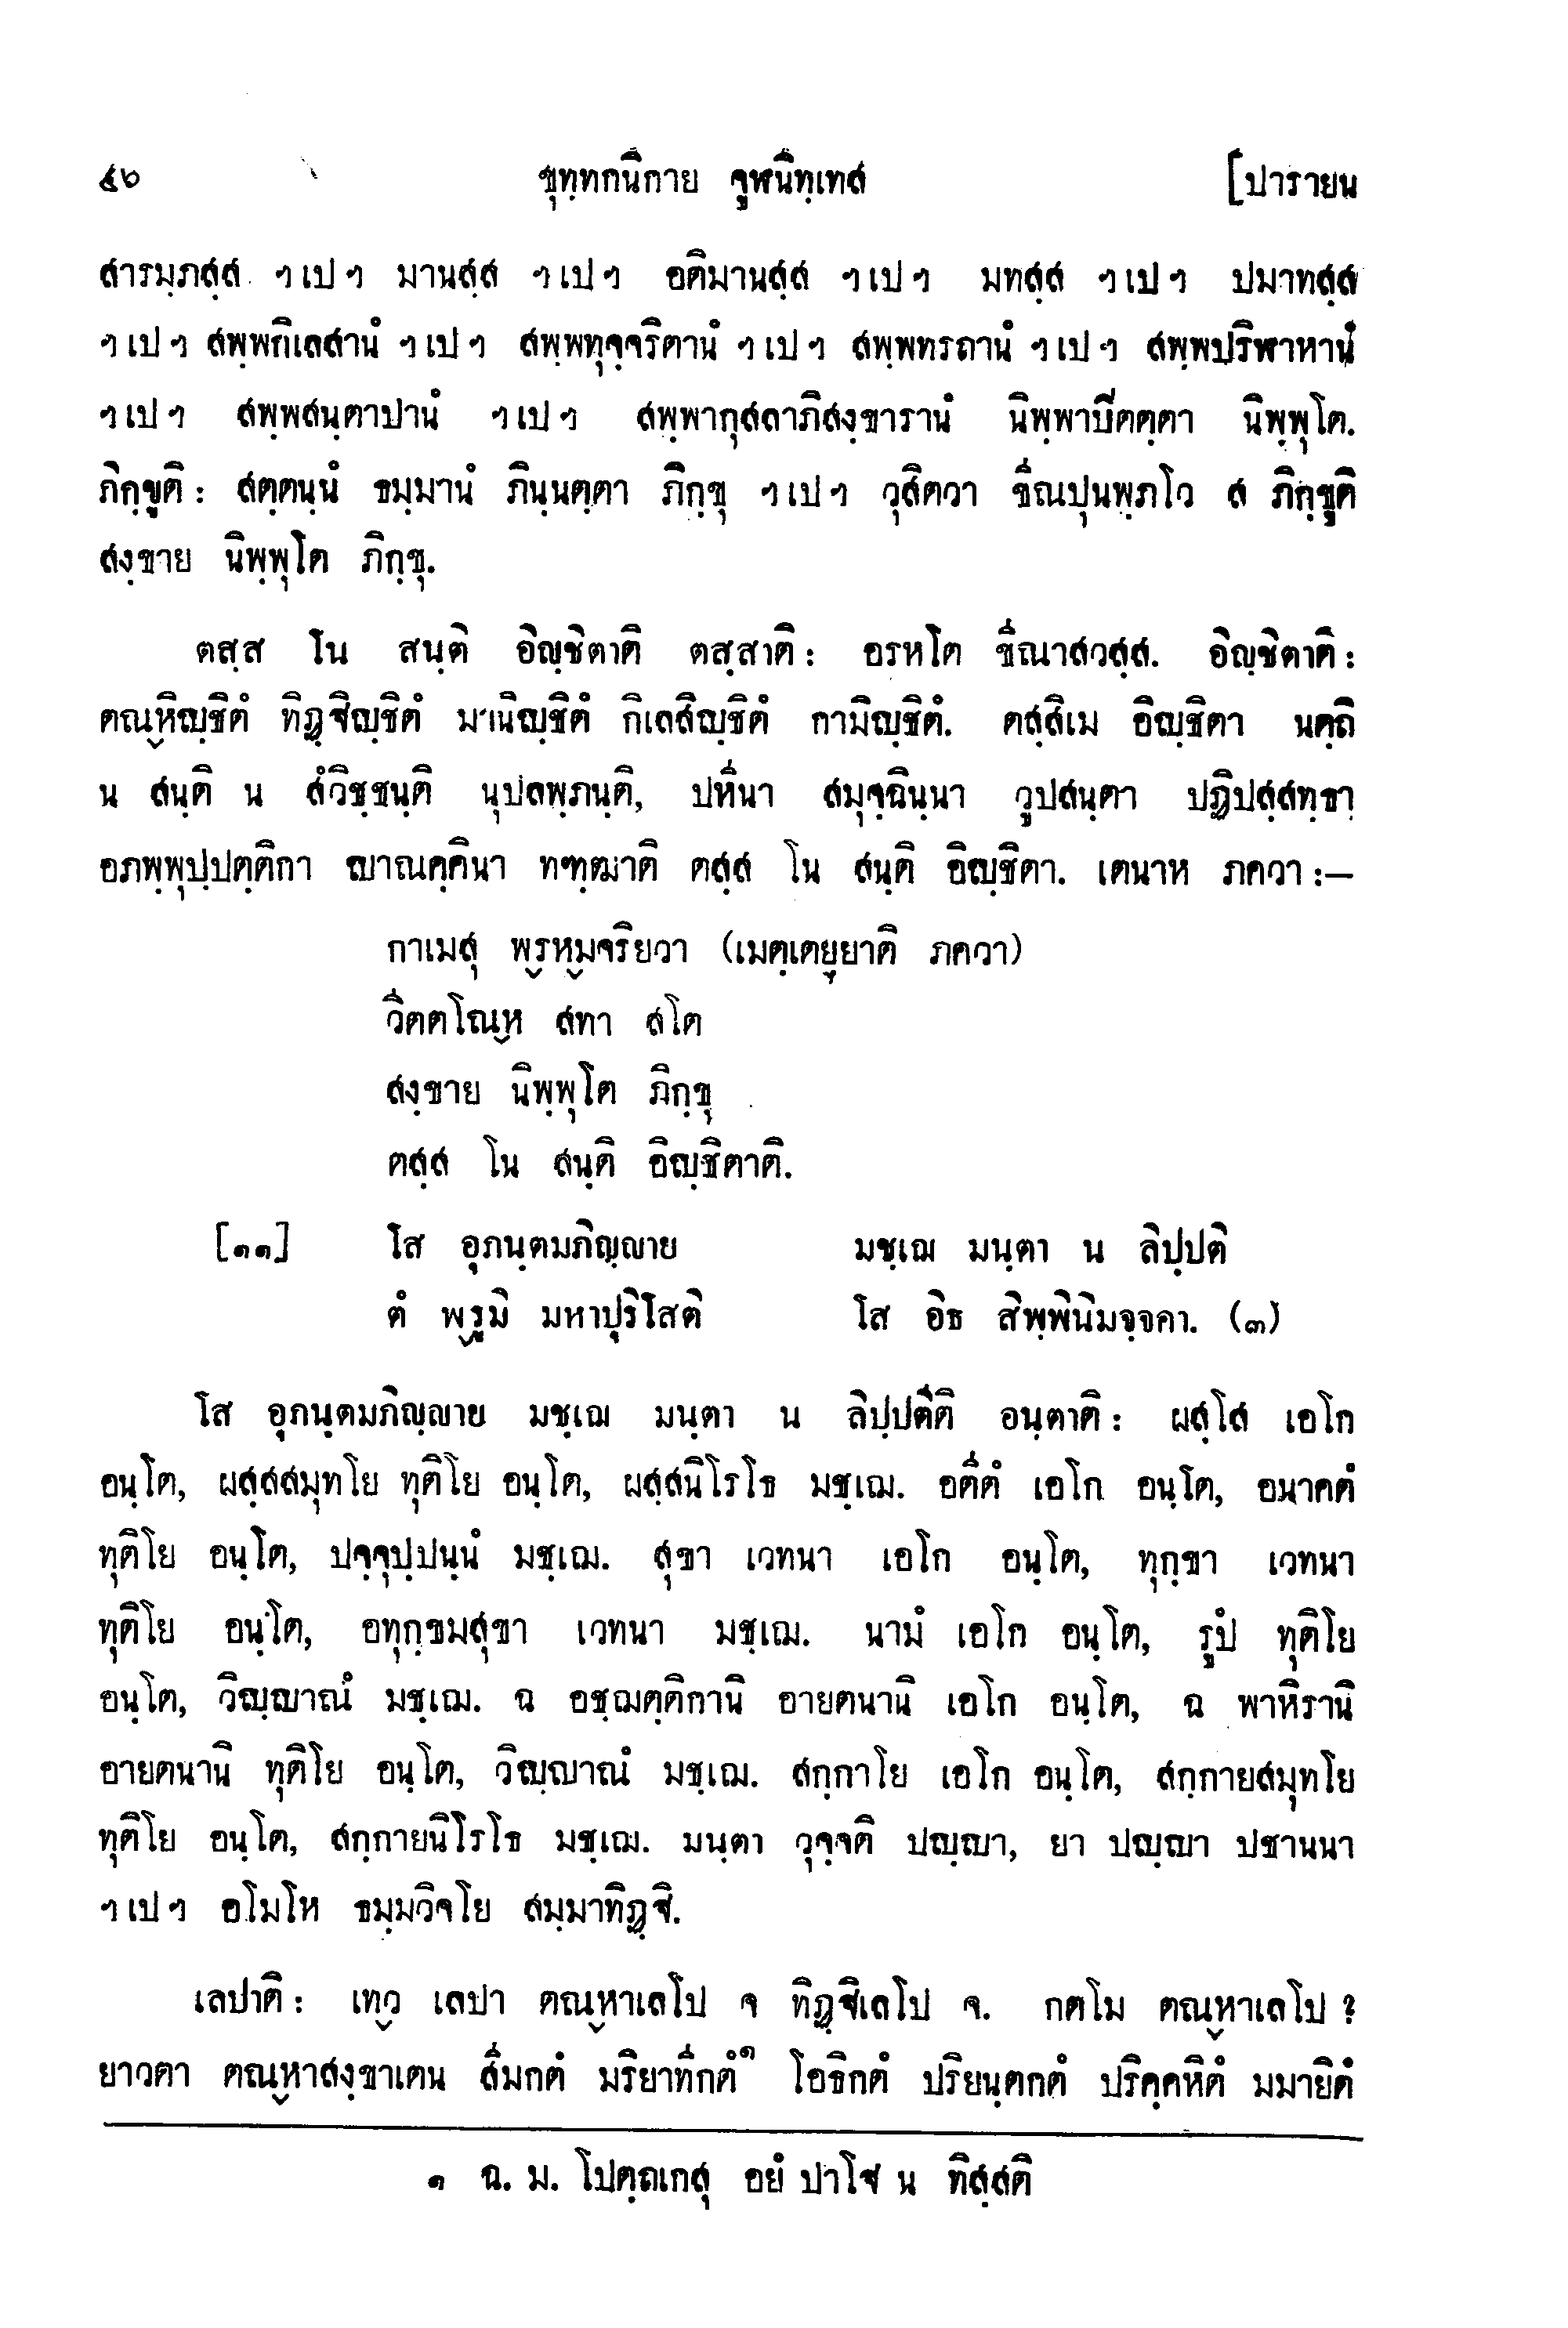 ๕๖ ขุทฺทกนิกาย จูฬนิทฺเทส [ปารายน
สารมฺภสฺส ฯเปฯ มานสฺส ฯเปฯ อติมานสฺส ฯเปฯ มทสฺส ฯเปฯ ปมาทสฺส
ฯเปฯ สพฺพกิเลสานํ ฯเปฯ สพฺพทุจฺจริตานํ ฯเปฯ สพฺพทรถานํ ฯเปฯ สพฺพปริฬาหานํ
ฯเปฯ สพฺพสนฺตาปานํ ฯเปฯ สพฺพากุสลาภิสงฺขารานํ นิพฺพาปิตตฺตา นิพฺพุโต.
ภิกฺขูติ: สตฺตนฺนํ ธมฺมานํ ภินฺนตฺตา ภิกฺขุ ฯเปฯ วุสิตวา ขีณปุนพฺภโว ส ภิกฺขูติ
สงฺขาย นิพฺพุโต ภิกฺขุ.
ตสฺส โน สนฺติ อิญฺชิตาติ ตสฺสาติ: อรหโต ขีณาสวสฺส. อิญฺชิตาติ:
ตณฺหิญฺชิตํ ทิฏฺฐิญฺชิตํ มานิญฺชิตํ กิเลสิญฺชิตํ กามิญฺชิตํ. ตสฺสิเม อิญฺชิตา นตฺถิ
น สนฺติ น สํวิชฺชนฺติ นุปลพฺภนฺติ, ปหีนา สมุจฺฉินฺนา วูปสนฺตา ปฏิปสฺสทฺธา
อภพฺพุปฺปตฺติกา ญาณคฺคินา ทฑฺฒาติ ตสฺส โน สนฺติ อิญฺชิตา. เตนาห ภควา:—
กาเมสุ พฺรหฺมจริยวา (เมตฺเตยฺยาติ ภควา)
วีตตโณฺห สทา สโต
สงฺขาย นิพฺพุโต ภิกฺขุ
ตสฺส โน สนฺติ อิญฺชิตาติ.
[๑๑] โส อุภนฺตมภิญฺญาย มชฺเฌ มนฺตา น ลิปฺปติ
ตํ พฺรูมิ มหาปุริโสติ โส อิธ สิพฺพินิมจฺจคา. (๓)
โส อุภนฺตมภิญฺญาย มชฺเฌ มนฺตา น ลิปฺปตีติ อนฺตาติ: ผสฺโส เอโก
อนฺโต, ผสฺสสมุทโย ทุติโย อนฺโต, ผสฺสนิโรโธ มชฺเฌ. อตีตํ เอโก อนฺโต, อนาคตํ
ทุติโย อนฺโต, ปจฺจุปฺปนฺนํ มชฺเฌ. สุขา เวทนา เอโก อนฺโต, ทุกฺขา เวทนา
ทุติโย อนฺโต, อทุกฺขมสุขา เวทนา มชฺเฌ. นามํ เอโก อนฺโต, รูปํ ทุติโย
อนฺโต, วิญฺญาณํ มชฺเฌ. ฉ อชฺฌตฺติกานิ อายตนานิ เอโก อนฺโต, ฉ พาหิรานิ
อายตนานิ ทุติโย อนฺโต, วิญฺญาณํ มชฺเฌ. สกฺกาโย เอโก อนฺโต, สกฺกายสมุทโย
ทุติโย อนฺโต, สกฺกายนิโรโธ มชฺเฌ. มนฺตา วุจฺจติ ปญฺญา, ยา ปญฺญา ปชานนา
ฯเปฯ อโมโห ธมฺมวิจโย สมฺมาทิฏฺฐิ.
เลปาติ: เทฺว เลปา ตณฺหาเลโป จ ทิฏฺฐิเลโป จ. กตโม ตณฺหาเลโป ?
ยาวตา ตณฺหาสงฺขาเตน สีมกตํ มริยาทีกตํ๑ โอธิกตํ ปริยนฺตกตํ ปริคฺคหิตํ มมายิตํ
๑ ฉ. ม. โปตฺถเกสุ อยํ ปาโฐ น ทิสฺสติ